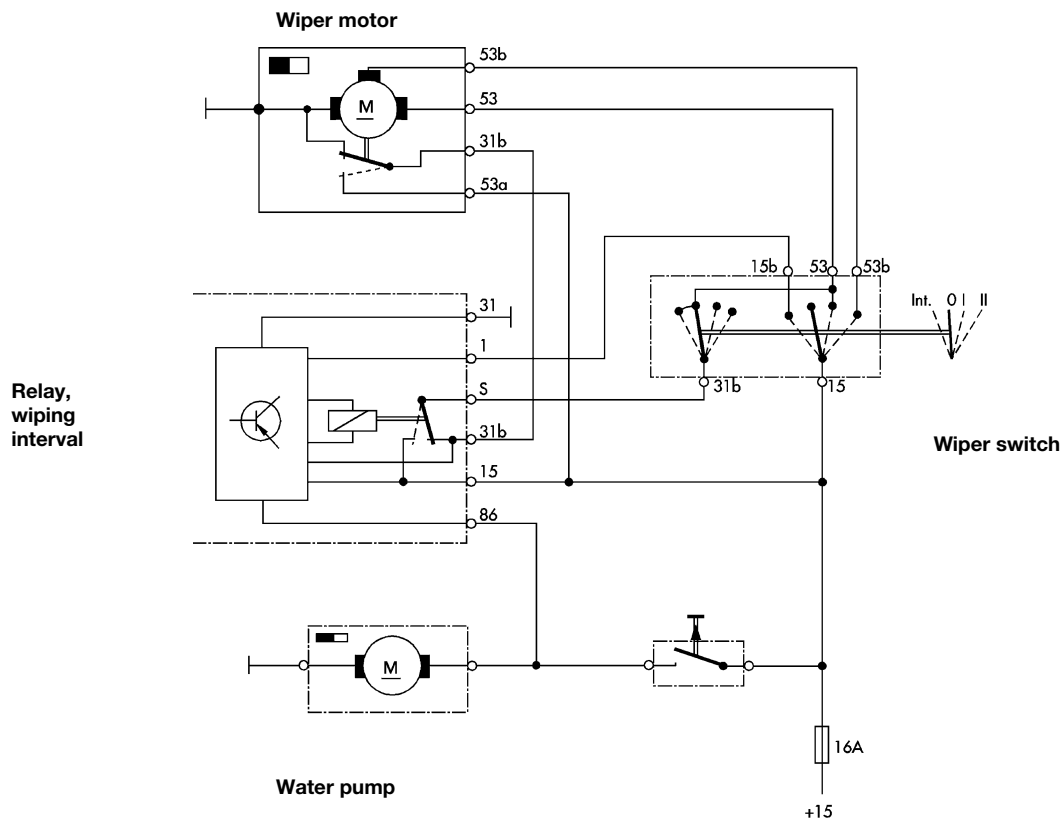 Wiper motor
53b
M
53
31b
53a
15b
53
53b
Int.
0
I
II
31
1
S
31b
31b
15
15
86
Relay,
wiping
interval
Wiper switch
M
16A
Water pump
+15